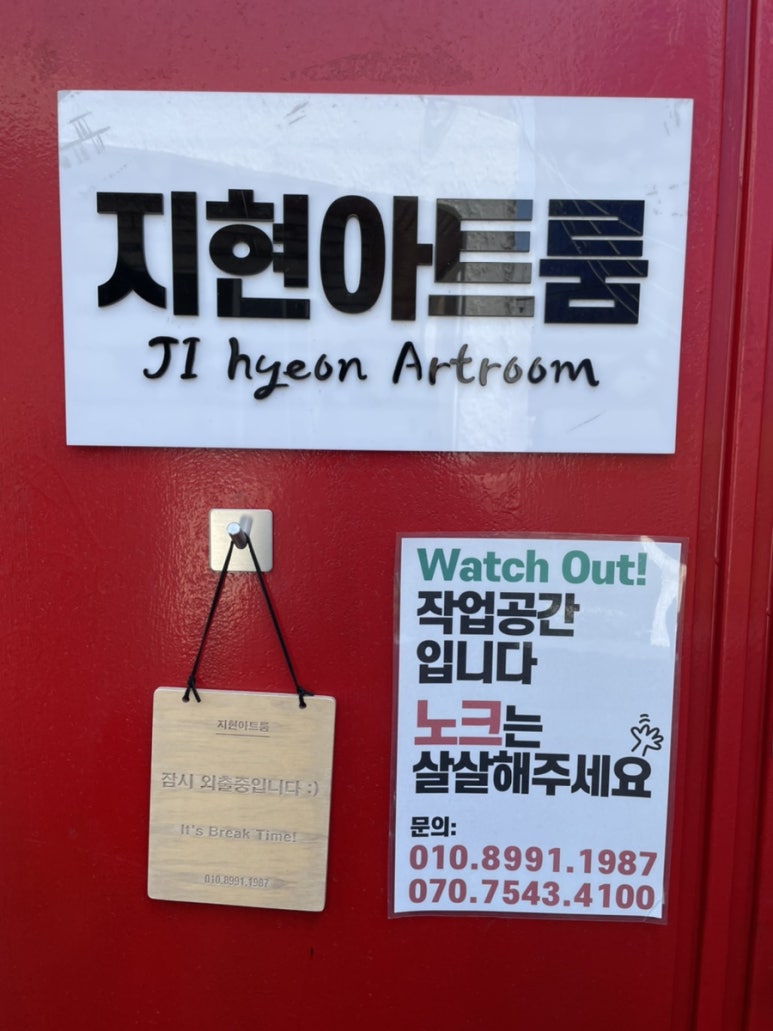 지현아트룸
JI hyeon Artroom
지현아트룸
잠시 외출중입니다 :)
It's Break Time!
010.8991.1987
Watch Out!
작업공간
입니다
노크는
살살해주세요
문의:
010.8991.1987
070.7543.4100